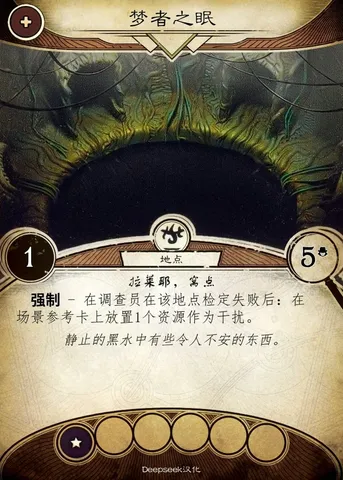 梦者之眠
1
地点
5
拉莱耶，窝点
强制 – 在调查员在该地点检定失败后：在
场景参考卡上放置1个资源作为干扰。
静止的黑水中有些令人不安的东西。
Deepseek汉化